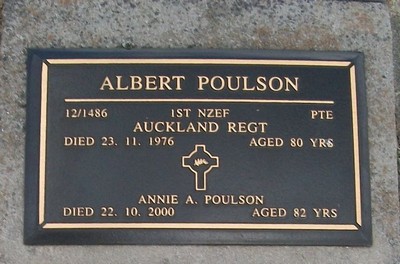 ALBERT POULSON
12/1486 1ST NZEF PTE
AUCKLAND REGT
DIED 23. 11. 1976 AGED 80 YRS
ANNIE A. POULSON
DIED 22. 10. 2000 AGED 82 YRS